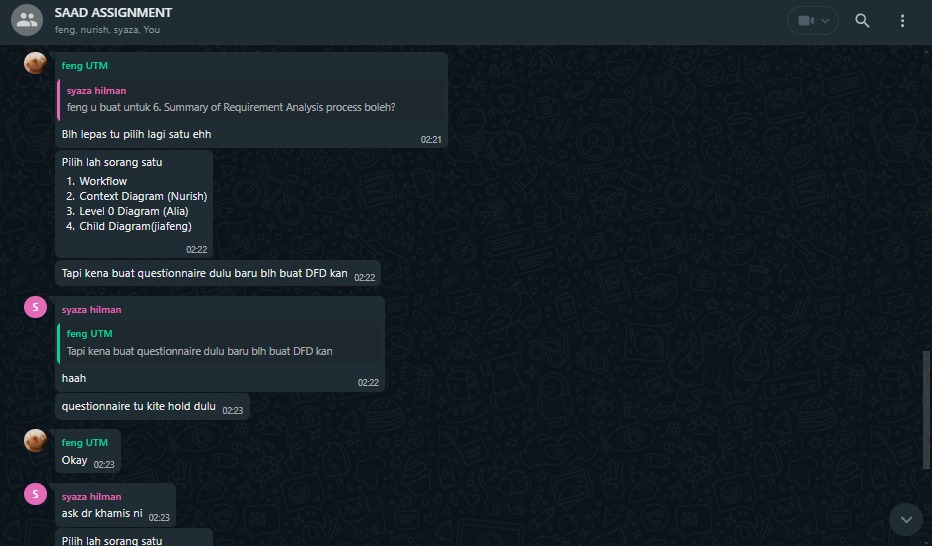 SAAD ASSIGNMENT
feng, nurish, syaza, You
feng UTM
syaza hilman
feng u buat untuk 6. Summary of Requirement Analysis process boleh?
Blh lepas tu pilih lagi satu ehh
02:21
Pilih lah sorang satu
1. Workflow
2. Context Diagram (Nurish)
3. Level 0 Diagram (Alia)
4. Child Diagram(jiafeng)
02:22
Tapi kena buat questionnaire dulu baru blh buat DFD kan 02:22
S
syaza hilman
feng UTM
Tapi kena buat questionnaire dulu baru blh buat DFD kan
haah
02:22
questionnaire tu kite hold dulu 02:23
feng UTM
Okay 02:23
S
syaza hilman
ask dr khamis ni 02:23
Pilih lah sorang satu